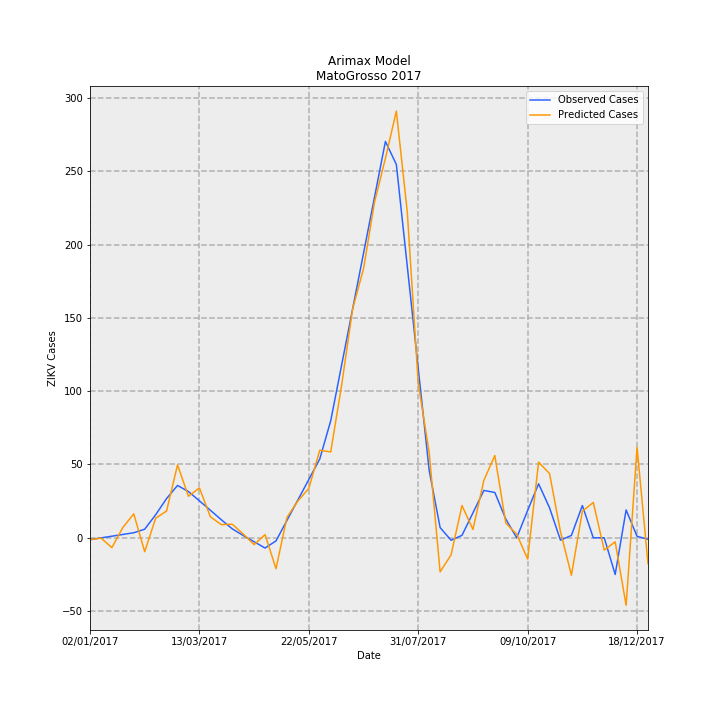 Arimax Model
MatoGrosso 2017
Observed Cases
Predicted Cases
300
250
200
150
100
50
0
−50
ZIKV Cases
02/01/2017 13/03/2017 22/05/2017 31/07/2017 09/10/2017 18/12/2017
Date